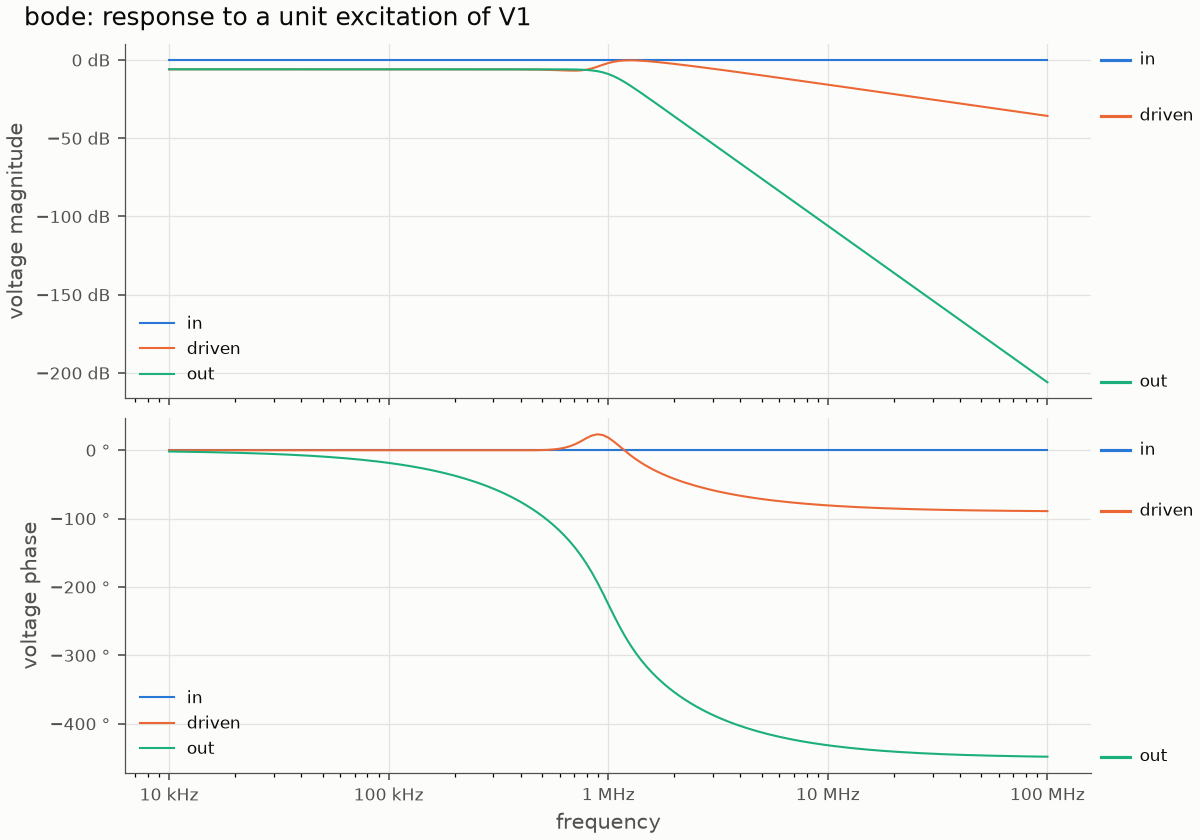 bode: response to a unit excitation of V1
voltage magnitude
0 dB
−50 dB
−100 dB
−150 dB
−200 dB
in
driven
out
in
driven
out
voltage phase
0 °
−100 °
−200 °
−300 °
−400 °
in
driven
out
in
driven
out
10 kHz
100 kHz
1 MHz
10 MHz
100 MHz
frequency